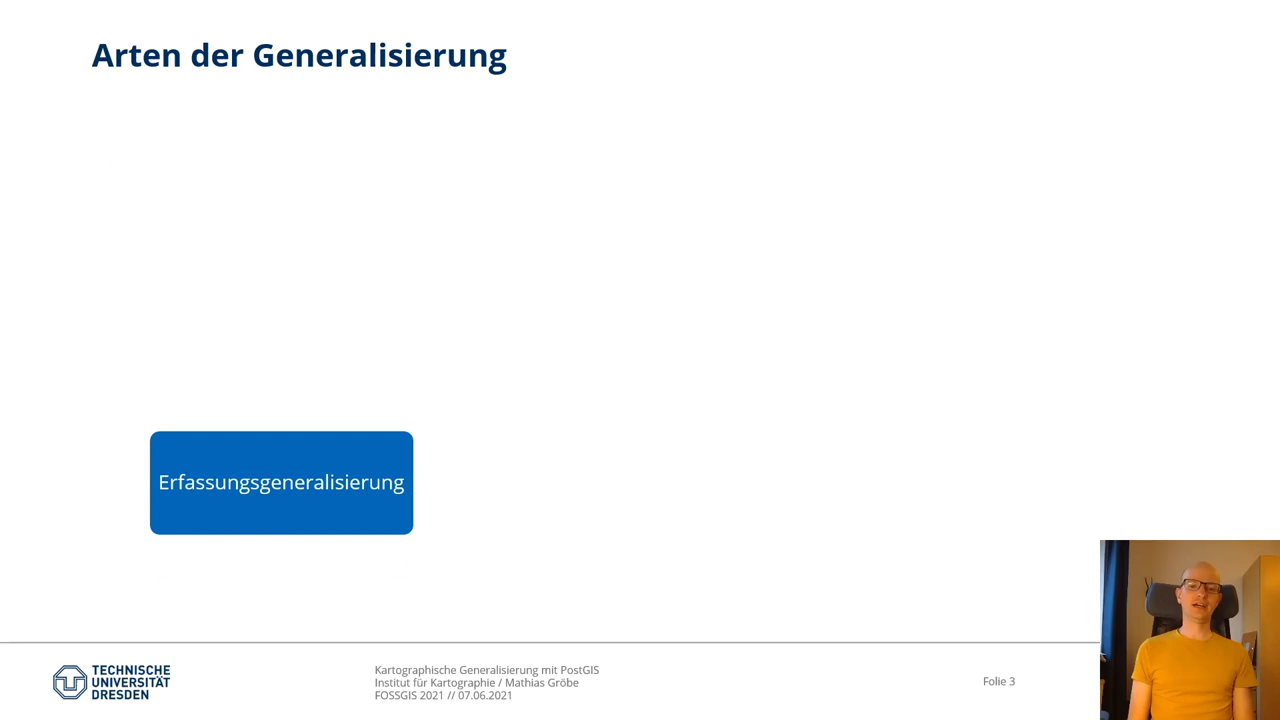 Arten der Generalisierung
Erfassungsgeneralisierung
TECHNISCHE
UNIVERSITÄT
DRESDEN
Kartographische Generalisierung mit PostGIS
Institut für Kartographie / Mathias Gröbe
FOSSGIS 2021 // 07.06.2021
Folie 3